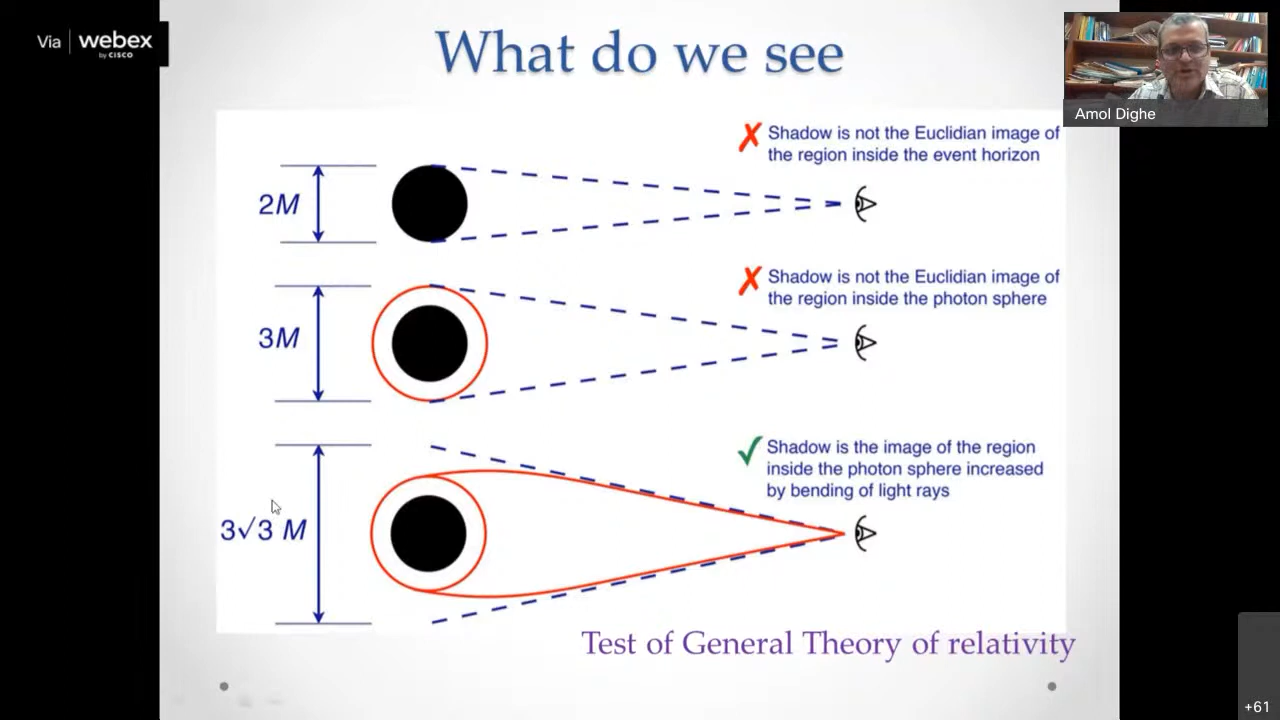 Via | webex
by CISCO
What do we see
Amol Dighe
✗ Shadow is not the Euclidian image of
the region inside the event horizon
2M
✗ Shadow is not the Euclidian image of
the region inside the photon sphere
3M
✓ Shadow is the image of the region
inside the photon sphere increased
by bending of light rays
3√3 M
Test of General Theory of relativity
+61